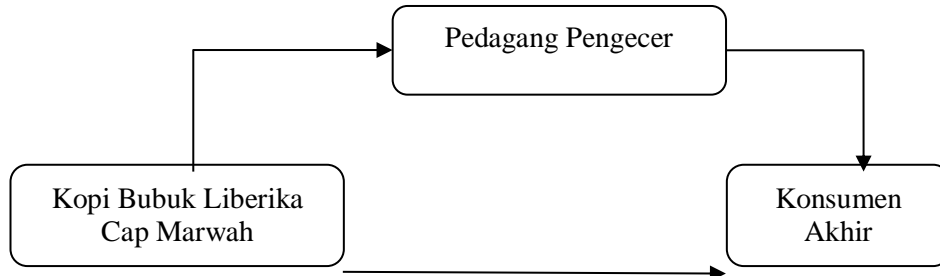 Pedagang Pengecer
Kopi Bubuk Liberika
Cap Marwah
Konsumen
Akhir